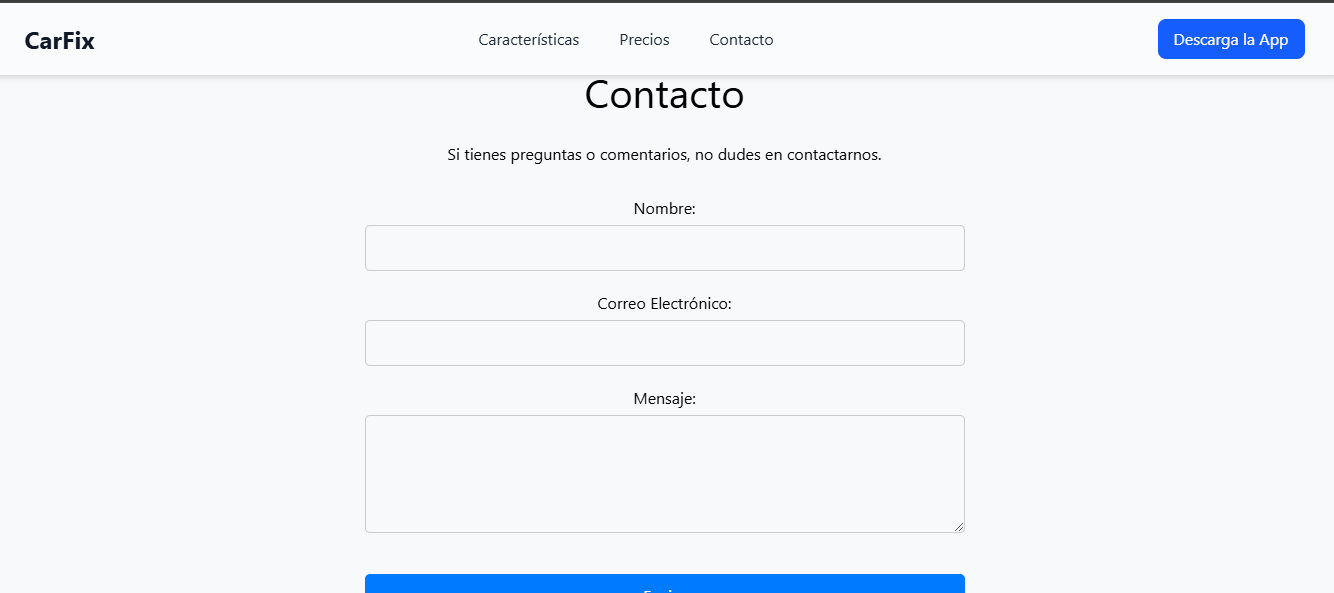 CarFix
Características
Precios
Contacto
Descarga la App
Contacto
Si tienes preguntas o comentarios, no dudes en contactarnos.
Nombre:
Correo Electrónico:
Mensaje: